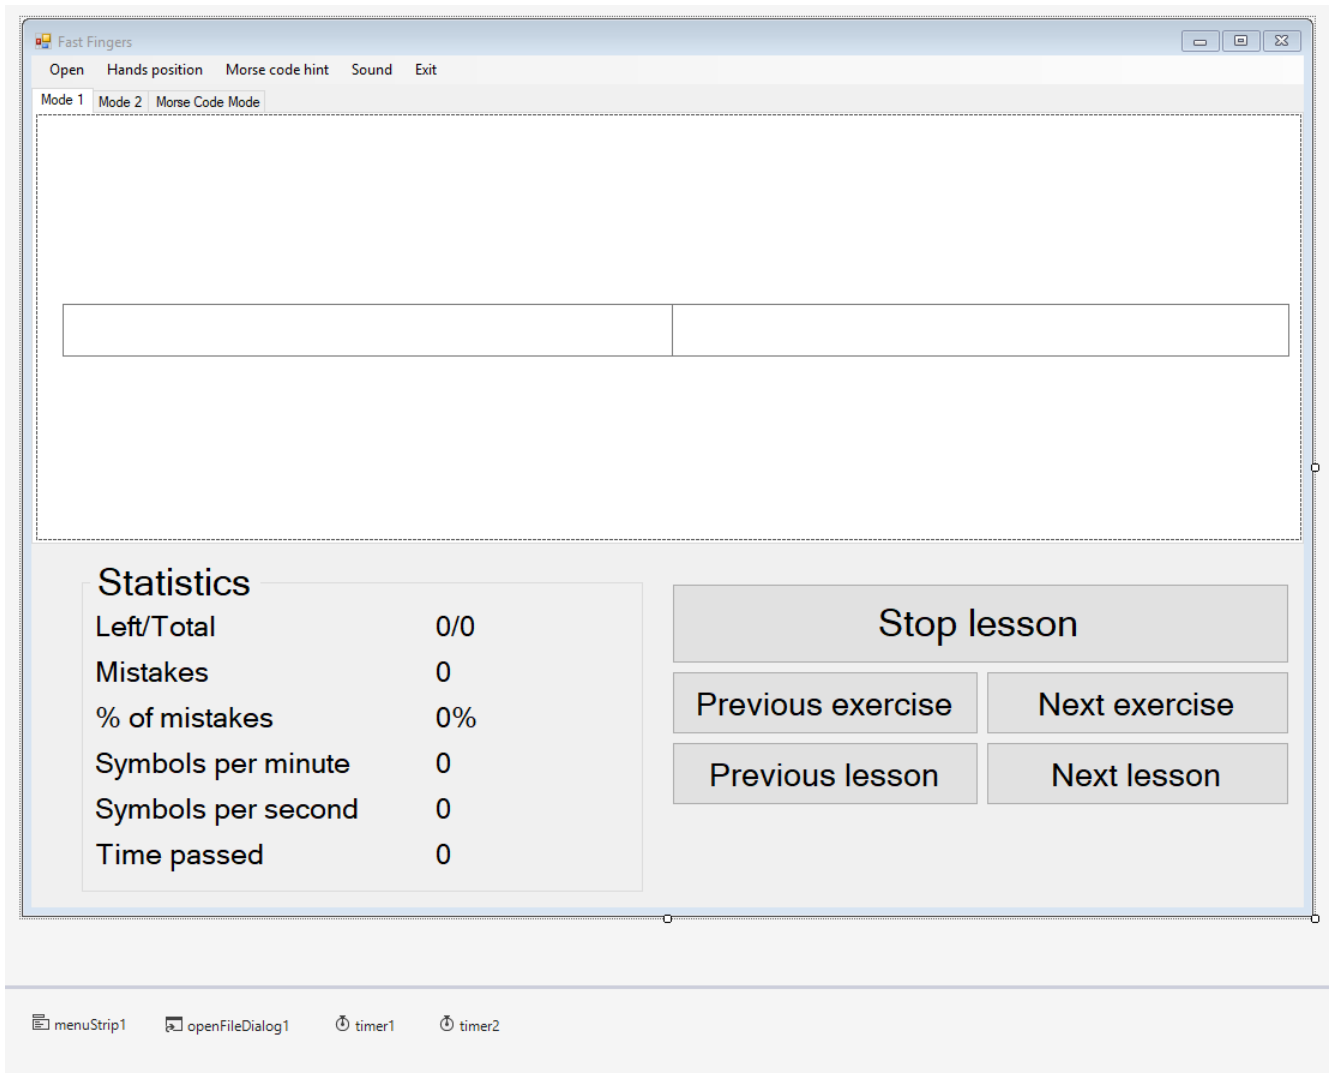 Fast Fingers
Open Hands position Morse code hint Sound Exit
Mode 1 Mode 2 Morse Code Mode
Statistics
Left/Total 0/0
Mistakes 0
% of mistakes 0%
Symbols per minute 0
Symbols per second 0
Time passed 0
Stop lesson
Previous exercise Next exercise
Previous lesson Next lesson
menuStrip1 openFileDialog1 timer1 timer2